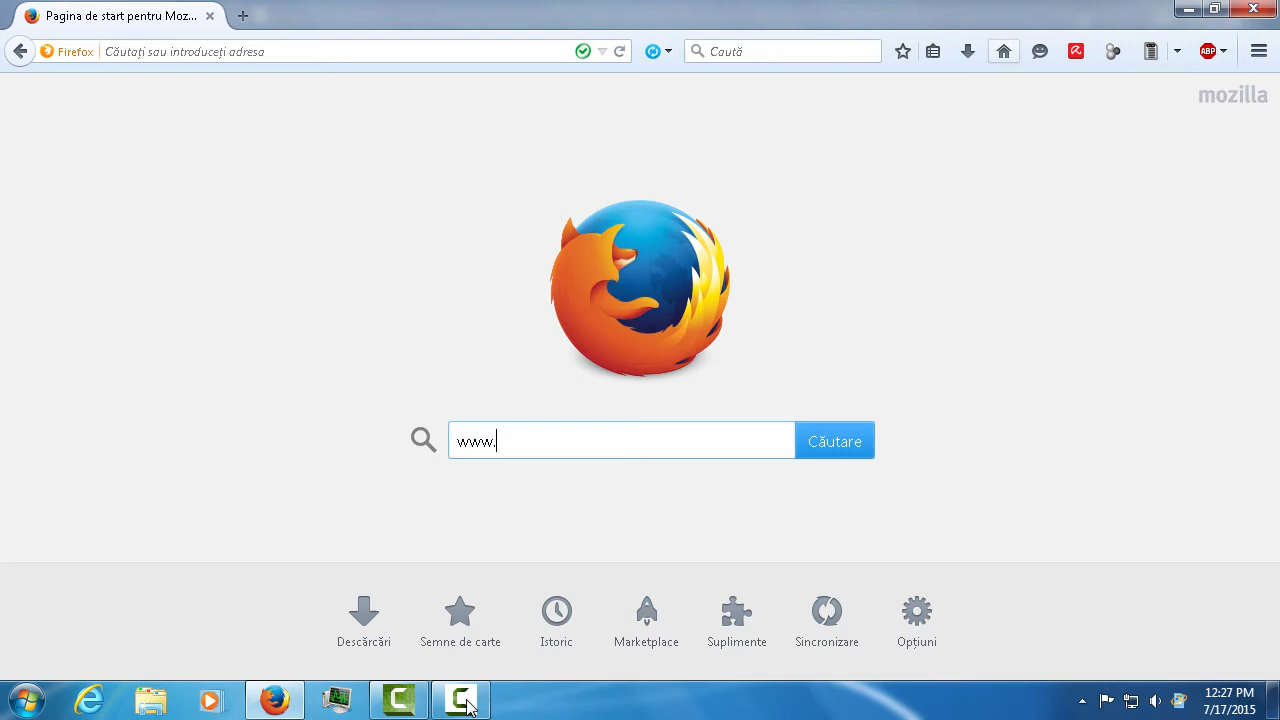 Pagina de start pentru Moz...
Firefox
Căutați sau introduceți adresa
Caută
ABP
mozilla
www.
Căutare
Descărcări
Semne de carte
Istoric
Marketplace
Suplimente
Sincronizare
Opțiuni
12:27 PM
7/17/2015